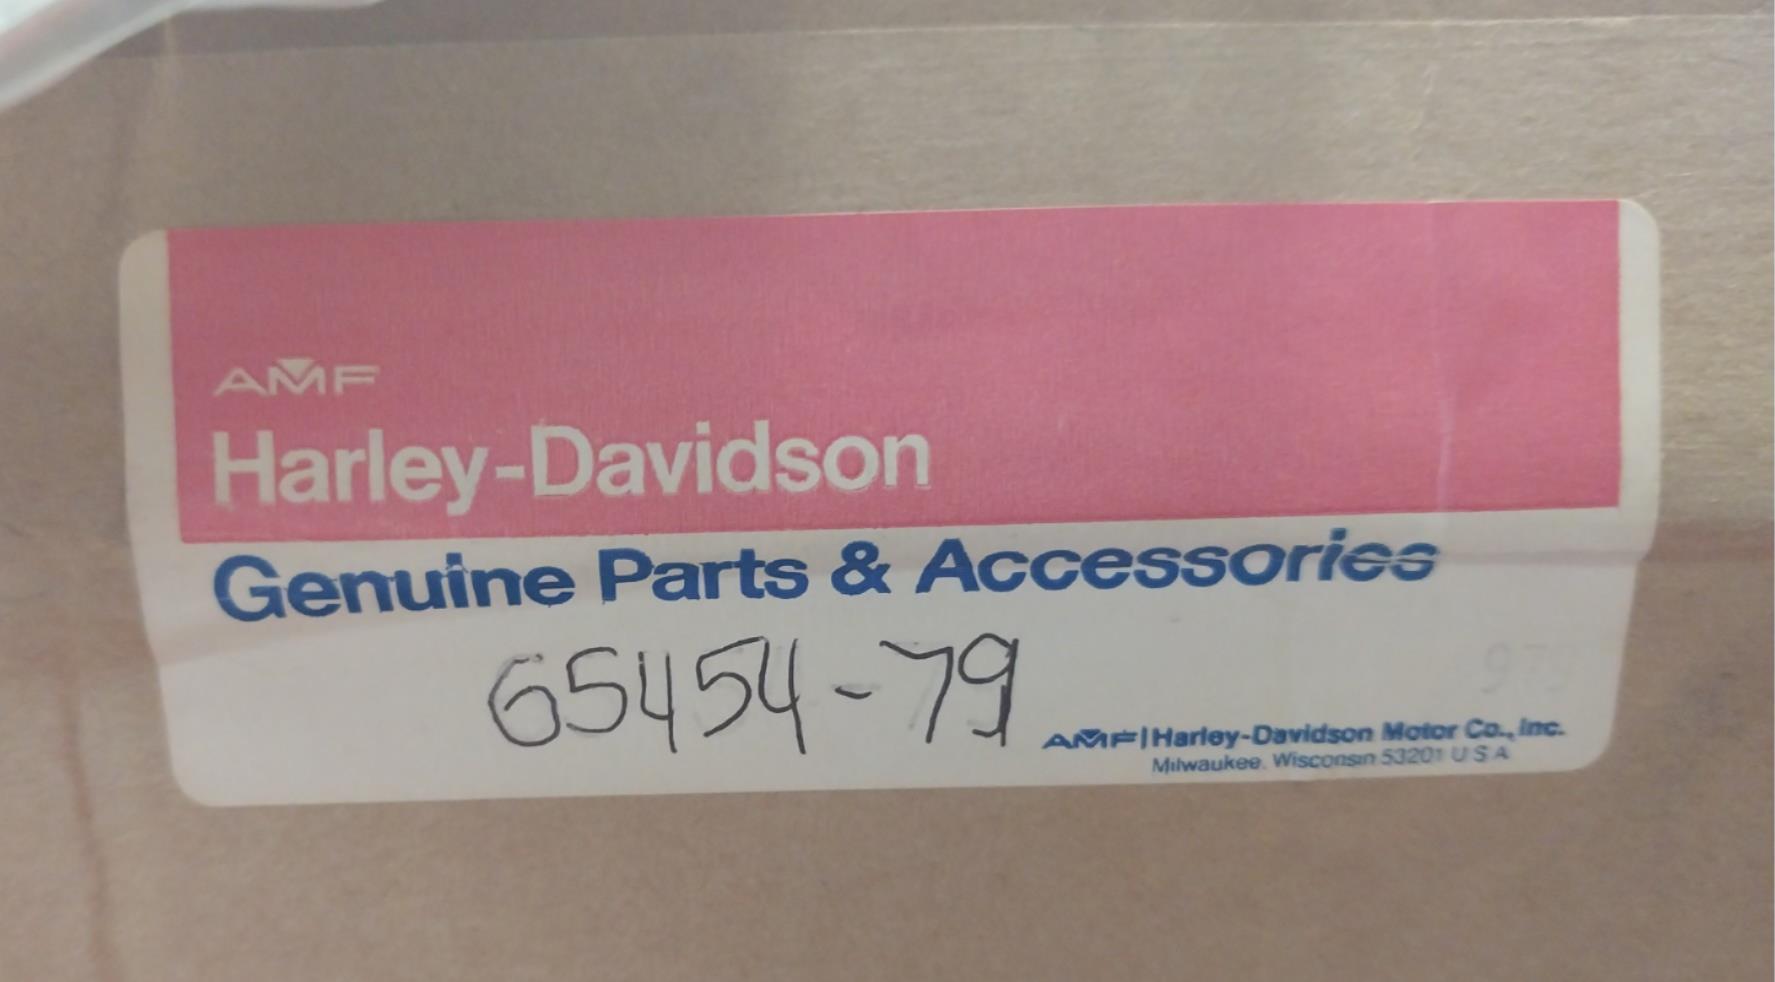 AMF
Harley-Davidson
Genuine Parts & Accessories
65454-79
AMF | Harley-Davidson Motor Co., Inc.
Milwaukee, Wisconsin 53201 U S A